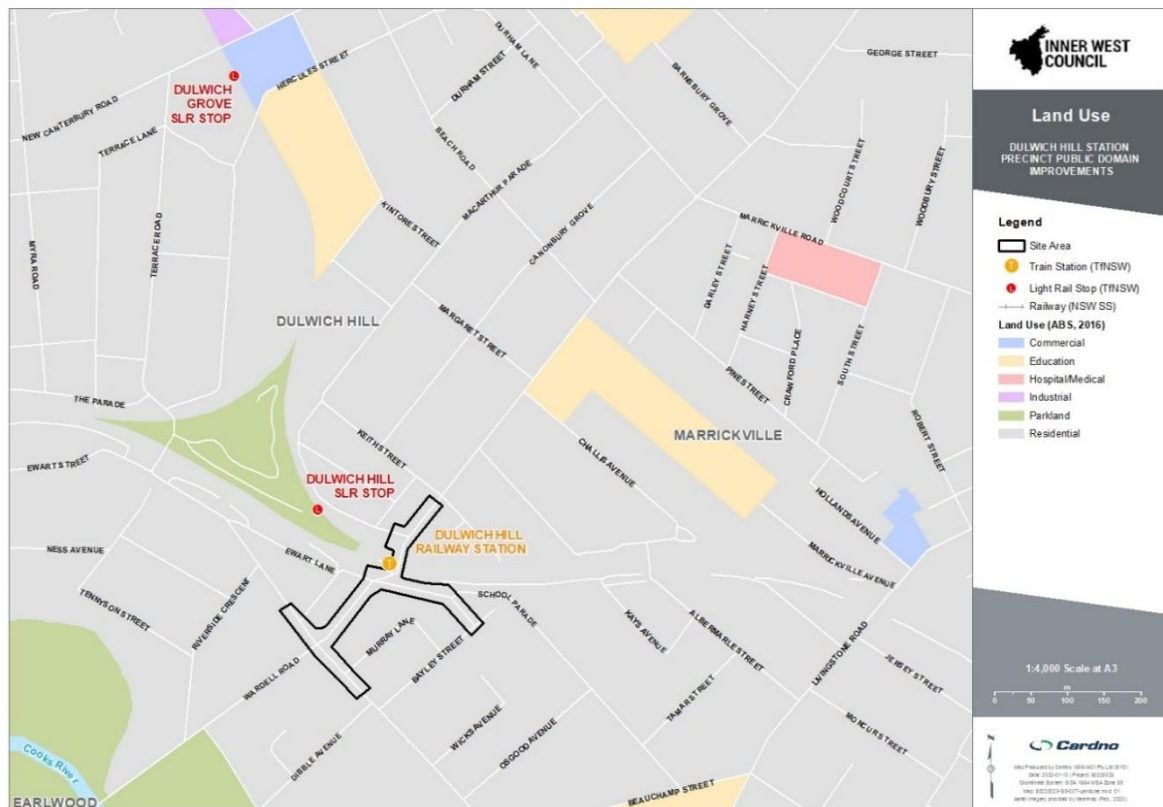 DURHAM LANE
GEORGE STREET
DURHAM STREET
BARNSBURY GROVE
HERCULES STREET
L
DULWICH
GROVE
SLR STOP
NEW CANTERBURY ROAD
TERRACE LANE
BEACH ROAD
MACARTHUR PARADE
WOODCOURT STREET
WOODBURY STREET
KINTORE STREET
CANONBURY GROVE
MARRICKVILLE ROAD
MYRA ROAD
TERRACE ROAD
DARLEY STREET
HARNEY STREET
DULWICH HILL
MARGARET STREET
CRAWFORD PLACE
SOUTH STREET
PINE STREET
THE PARADE
ROBERT STREET
MARRICKVILLE
KEITH STREET
CHALLIS AVENUE
EWART STREET
DULWICH HILL
SLR STOP
L
HOLLANDS AVENUE
DULWICH HILL
RAILWAY STATION
T
NESS AVENUE
EWART LANE
MARRICKVILLE AVENUE
TENNYSON STREET
RIVERSIDE CRESCENT
SCHOOL PARADE
KAYS AVENUE
ALBERMARLE STREET
MURRAY LANE
BAYLEY STREET
LIVINGSTONE ROAD
JERSEY STREET
WARDELL ROAD
TAMAR STREET
MONCUR STREET
WICKS AVENUE
OSGOOD AVENUE
DIBBLE AVENUE
Cooks River
EARLWOOD
BEAUCHAMP STREET
INNER WEST
COUNCIL
Land Use
DULWICH HILL STATION
PRECINCT PUBLIC DOMAIN
IMPROVEMENTS
Legend
Site Area
T Train Station (TfNSW)
L Light Rail Stop (TfNSW)
Railway (NSW SS)
Land Use (ABS, 2016)
Commercial
Education
Hospital/Medical
Industrial
Parkland
Residential
1:4,000 Scale at A3
m
0 50 100 150 200
Cardno